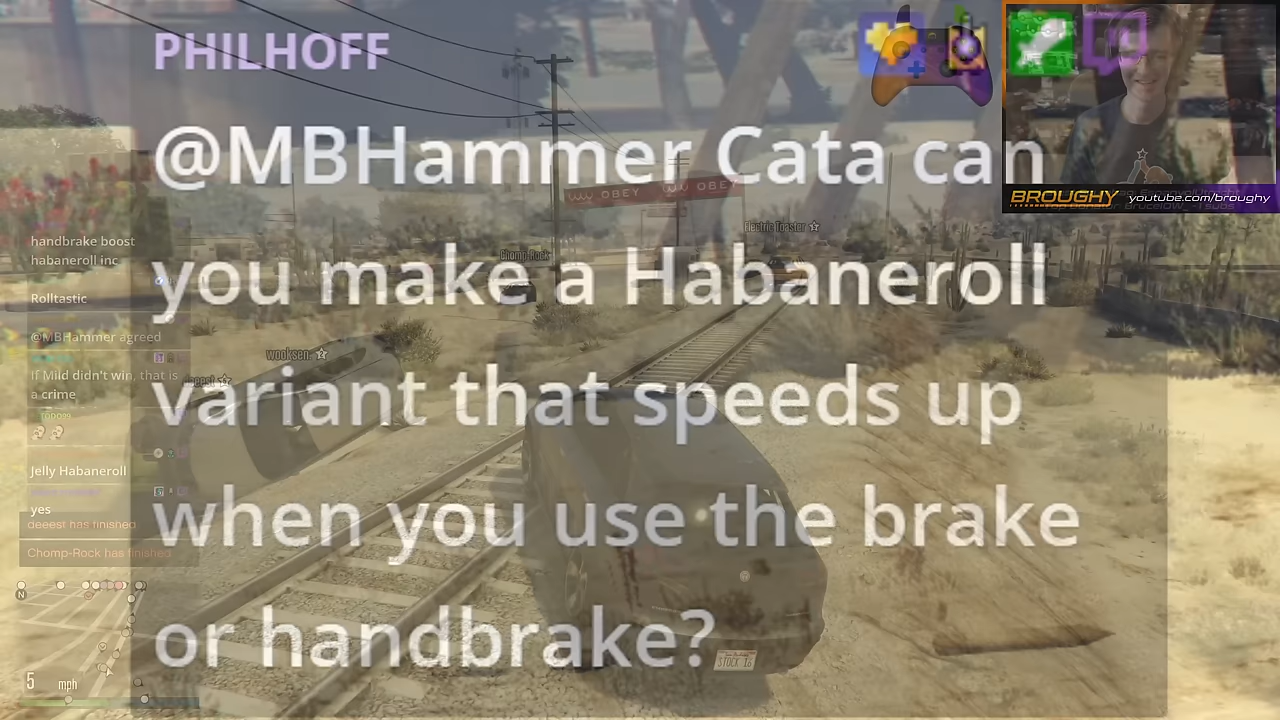 PHILHOFF
@MBHammer Cata can
you make a Habaneroll
variant that speeds up
when you use the brake
or handbrake?
BROUGHY youtube.com/broughy
OBEY OBEY
Electric Toaster
Chomp-Rock
wooksen
deeest
handbrake boost
habaneroll inc
Rolltastic
@MBHammer agreed
If Mild didn't win, that is
a crime
Jelly Habaneroll
yes
deeest has finished
Chomp-Rock has finished
N
5 mph
STOCK 16